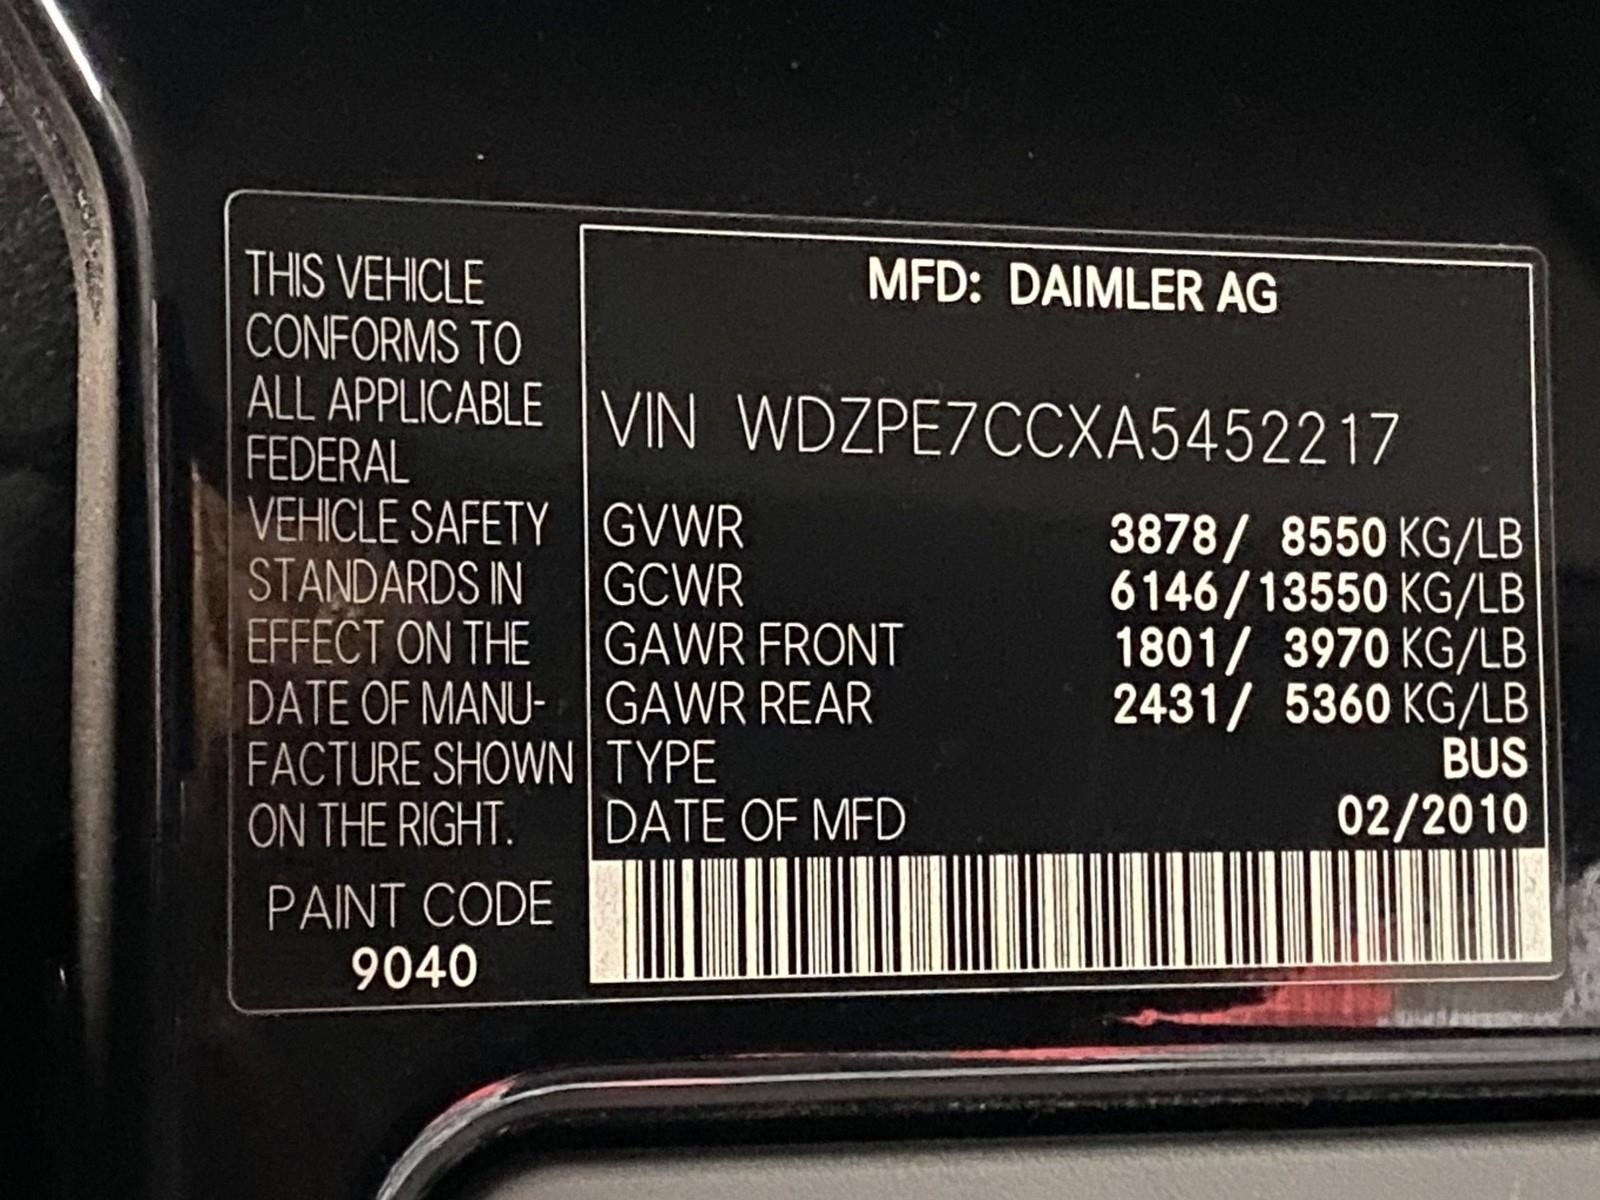 THIS VEHICLE
CONFORMS TO
ALL APPLICABLE
FEDERAL
VEHICLE SAFETY
STANDARDS IN
EFFECT ON THE
DATE OF MANU-
FACTURE SHOWN
ON THE RIGHT.
PAINT CODE
9040
MFD: DAIMLER AG
VIN WDZPE7CCXA5452217
GVWR 3878/ 8550 KG/LB
GCWR 6146/13550 KG/LB
GAWR FRONT 1801/ 3970 KG/LB
GAWR REAR 2431/ 5360 KG/LB
TYPE BUS
DATE OF MFD 02/2010